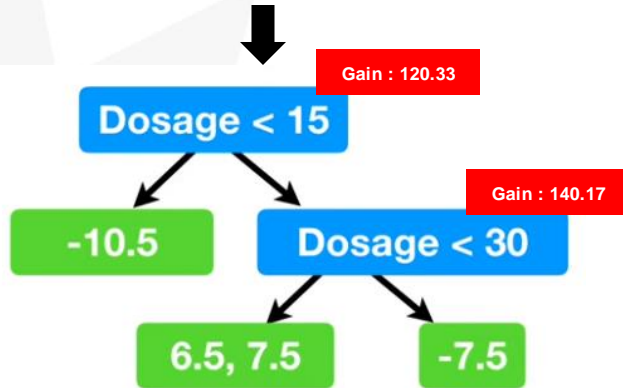 Gain : 120.33
Dosage < 15
Gain : 140.17
-10.5
Dosage < 30
6.5, 7.5
-7.5